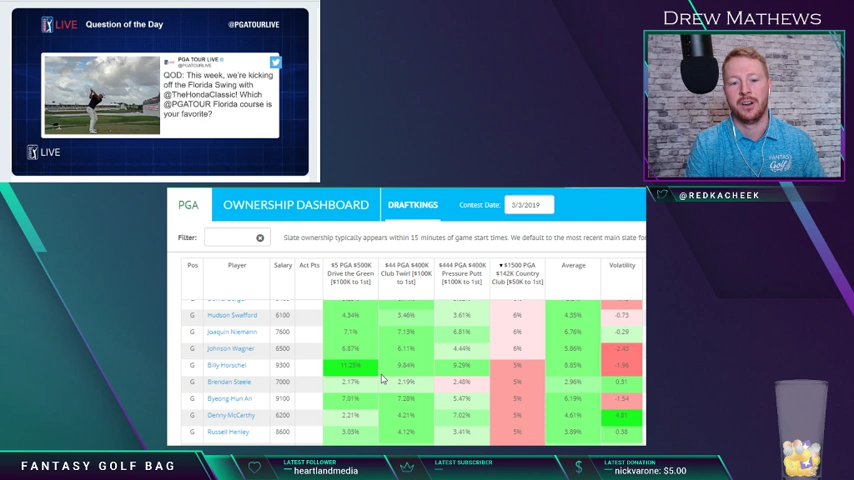 LIVE Question of the Day @PGATOURLIVE
PGA TOUR LIVE
@PGATOURLIVE
QOD: This week, we're kicking
off the Florida Swing with
@TheHondaClassic! Which
@PGATOUR Florida course is
your favorite?
LIVE
DREW MATHEWS
@REDKACHEEK
PGA OWNERSHIP DASHBOARD DRAFTKINGS Contest Date: 3/3/2019
Filter: Slate ownership typically appears within 15 minutes of game start times. We default to the most recent main slate for
Pos Player Salary Act Pts $5 PGA $500K Drive the Green [$100K to 1st] $44 PGA $400K Club Twirl [$100K to 1st] $444 PGA $400K Pressure Putt [$100K to 1st] $1500 PGA $142K Country Club [$50K to 1st] Average Volatility
G Hudson Swafford 6100 4.34% 3.46% 3.61% 6% 4.35% -0.73
G Joaquin Niemann 7600 7.1% 7.13% 6.81% 6% 6.76% -0.29
G Johnson Wagner 6500 6.87% 6.11% 4.44% 6% 5.86%
G Billy Horschel 9300 11.25% 9.84% 9.29% 5% 8.85%
G Brendan Steele 7000 2.17% 2.19% 2.48% 5% 2.96% 0.31
G Byeong-Hun An 9100 7.01% 7.28% 5.47% 5% 6.19% -1.54
G Denny McCarthy 6200 2.21% 4.21% 7.02% 5% 4.61%
G Russell Henley 8600 3.03% 4.12% 3.41% 5% 3.89% 0.38
FANTASY GOLF BAG
LATEST FOLLOWER
heartlandmedia
LATEST SUBSCRIBER
LATEST DONATION
nickvarone: $5.00